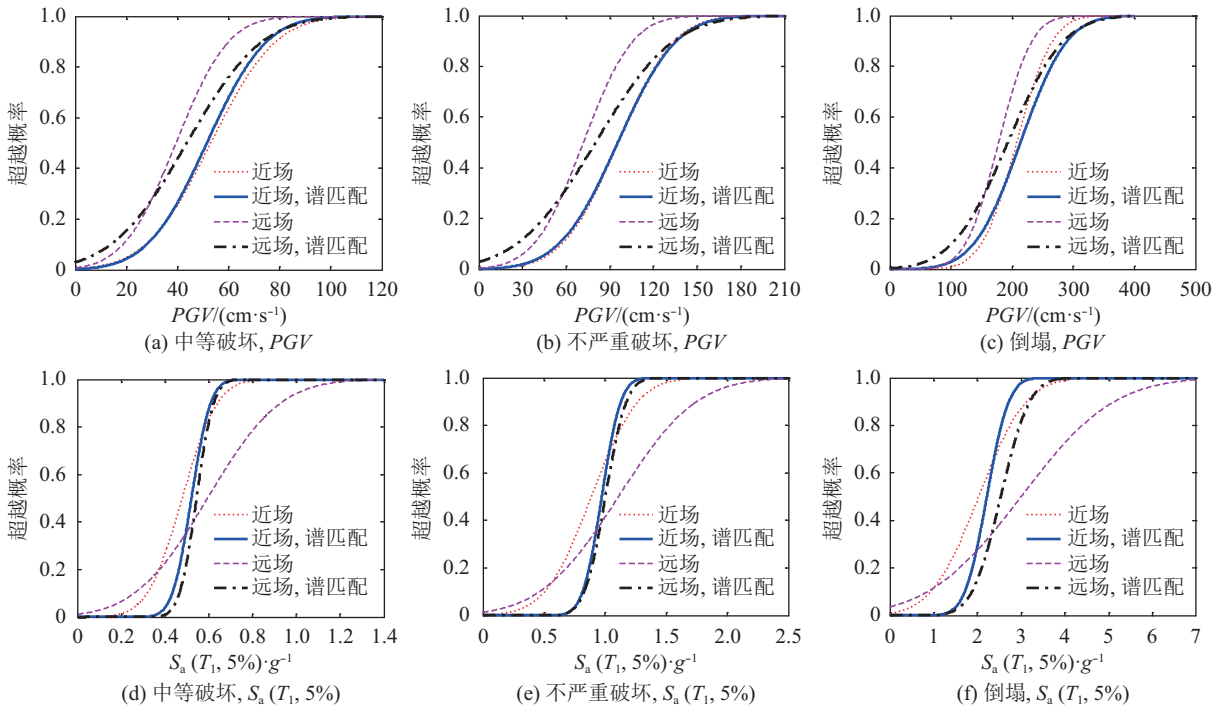 1.0
0.8
0.6
0.4
0.2
0
超越概率
近场
近场, 谱匹配
远场
远场, 谱匹配
0 20 40 60 80 100 120
PGV/(cm·s⁻¹)
(a) 中等破坏, PGV
1.0
0.8
0.6
0.4
0.2
0
超越概率
近场
近场, 谱匹配
远场
远场, 谱匹配
0 30 60 90 120 150 180 210
PGV/(cm·s⁻¹)
(b) 不严重破坏, PGV
1.0
0.8
0.6
0.4
0.2
0
超越概率
近场
近场, 谱匹配
远场
远场, 谱匹配
0 100 200 300 400 500
PGV/(cm·s⁻¹)
(c) 倒塌, PGV
1.0
0.8
0.6
0.4
0.2
0
超越概率
近场
近场, 谱匹配
远场
远场, 谱匹配
0 0.2 0.4 0.6 0.8 1.0 1.2 1.4
Sₐ (T₁, 5%)·g⁻¹
(d) 中等破坏, Sₐ (T₁, 5%)
1.0
0.8
0.6
0.4
0.2
0
超越概率
近场
近场, 谱匹配
远场
远场, 谱匹配
0 0.5 1.0 1.5 2.0 2.5
Sₐ (T₁, 5%)·g⁻¹
(e) 不严重破坏, Sₐ (T₁, 5%)
1.0
0.8
0.6
0.4
0.2
0
超越概率
近场
近场, 谱匹配
远场
远场, 谱匹配
0 1 2 3 4 5 6 7
Sₐ (T₁, 5%)·g⁻¹
(f) 倒塌, Sₐ (T₁, 5%)